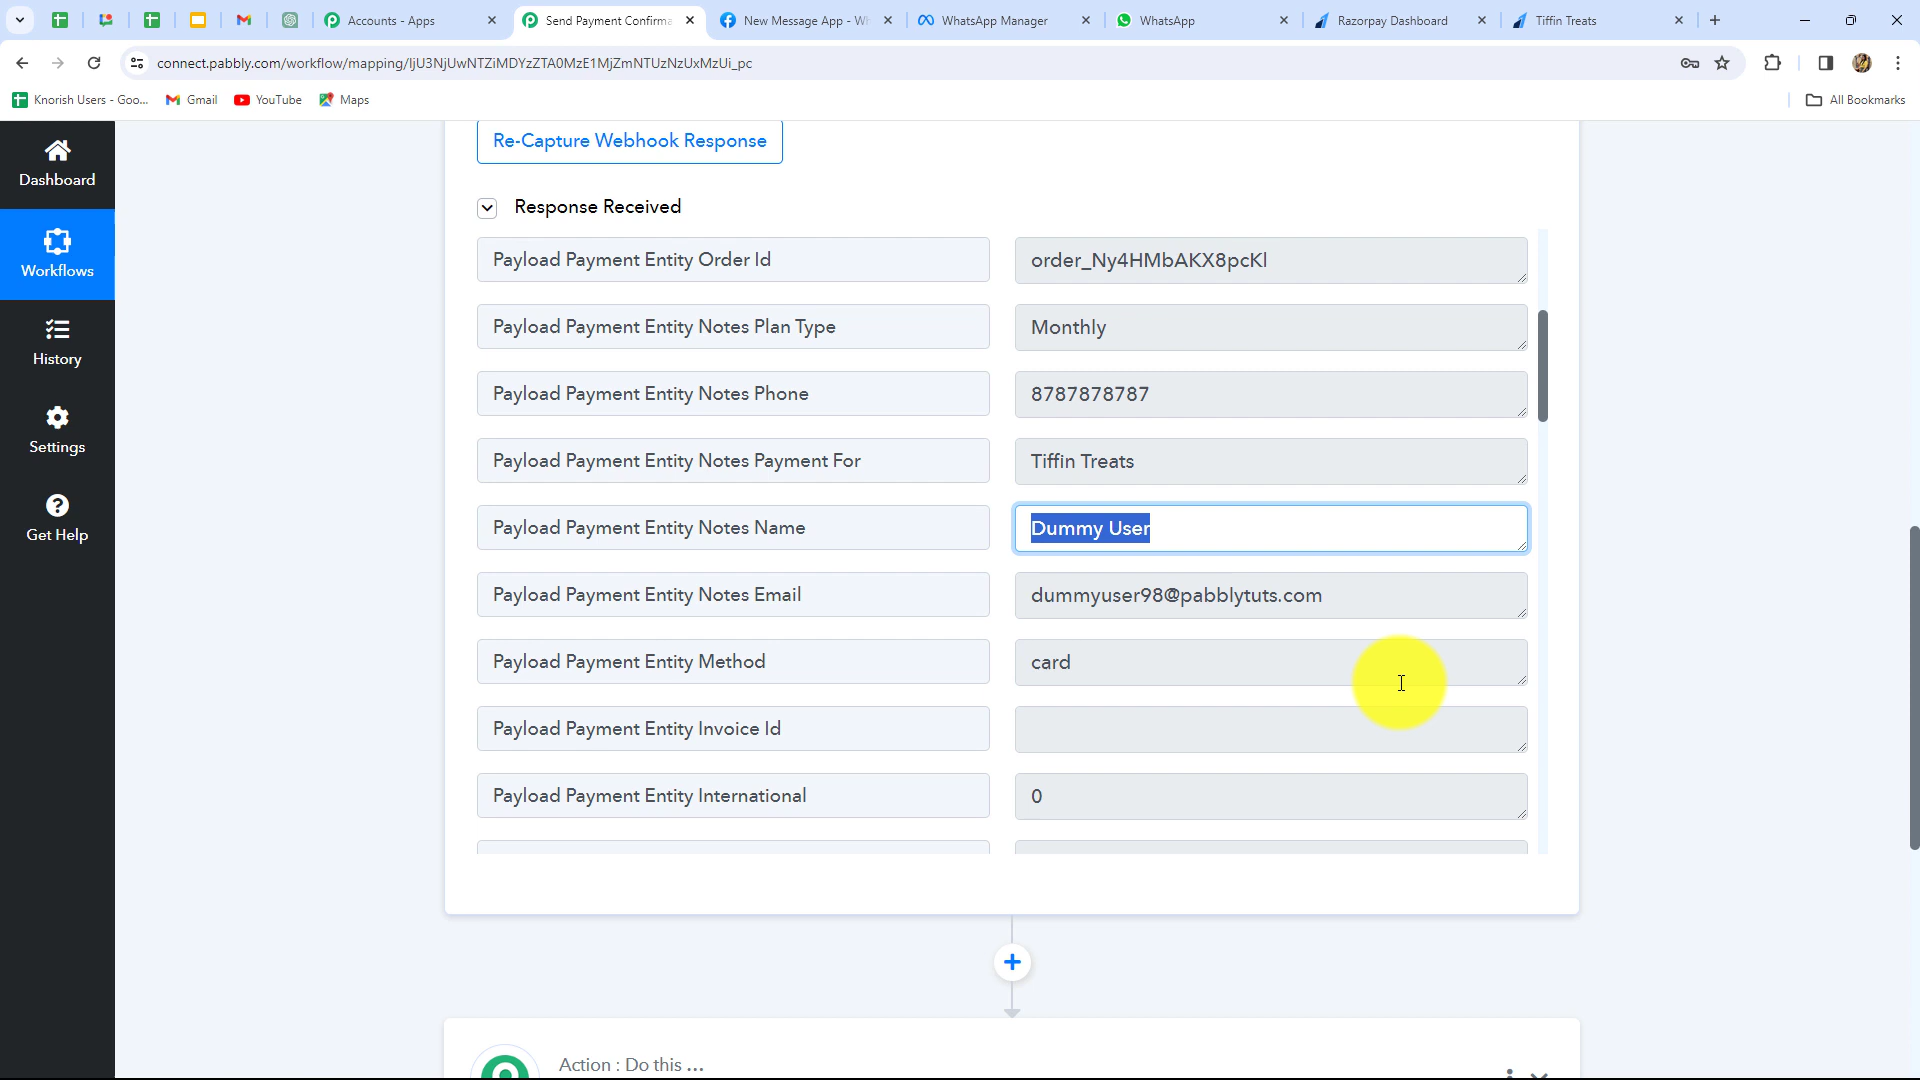 Accounts - Apps
Send Payment Confirma
New Message App - Wh
WhatsApp Manager
WhatsApp
Razorpay Dashboard
Tiffin Treats
connect.pabbly.com/workflow/mapping/IjU3NjUwNTZiMDYzZTA0MzE1MjZmNTUzNzUxMzUi_pc
Knorish Users - Goo...
Gmail
YouTube
Maps
All Bookmarks
Dashboard
Workflows
History
Settings
Get Help
Re-Capture Webhook Response
Response Received
Payload Payment Entity Order Id
order_Ny4HMbAKX8pcKl
Payload Payment Entity Notes Plan Type
Monthly
Payload Payment Entity Notes Phone
8787878787
Payload Payment Entity Notes Payment For
Tiffin Treats
Payload Payment Entity Notes Name
Dummy User
Payload Payment Entity Notes Email
dummyuser98@pabblytuts.com
Payload Payment Entity Method
card
Payload Payment Entity Invoice Id
Payload Payment Entity International
0
Action : Do this ...